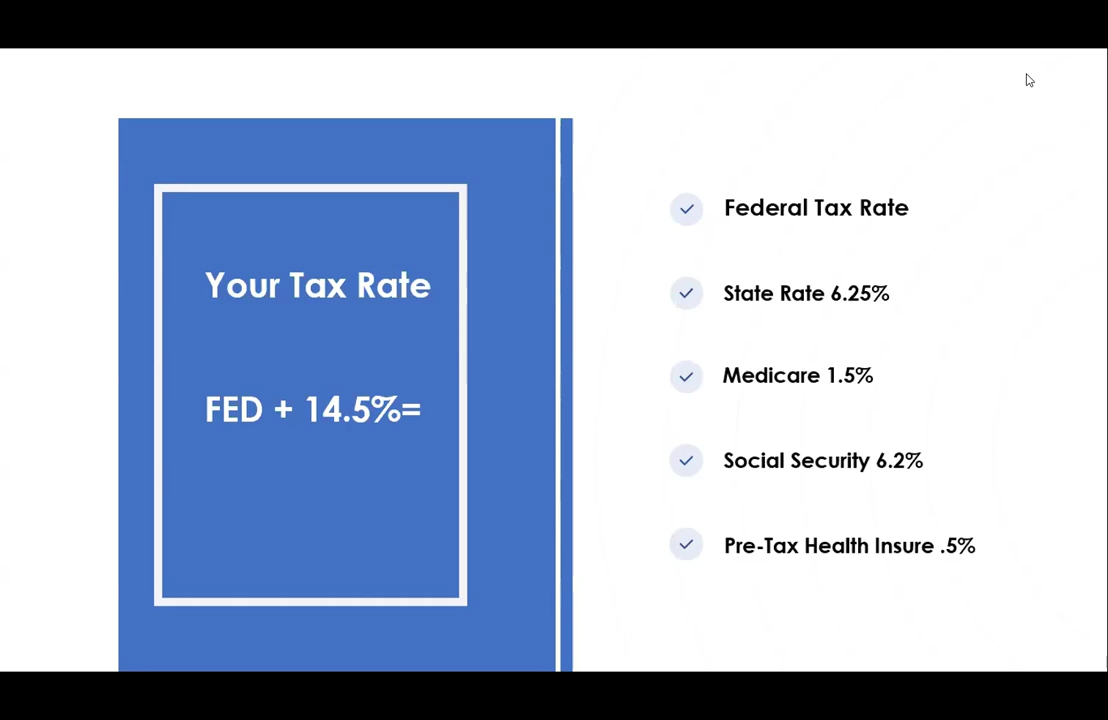 Your Tax Rate
FED + 14.5%=
Federal Tax Rate
State Rate 6.25%
Medicare 1.5%
Social Security 6.2%
Pre-Tax Health Insure .5%